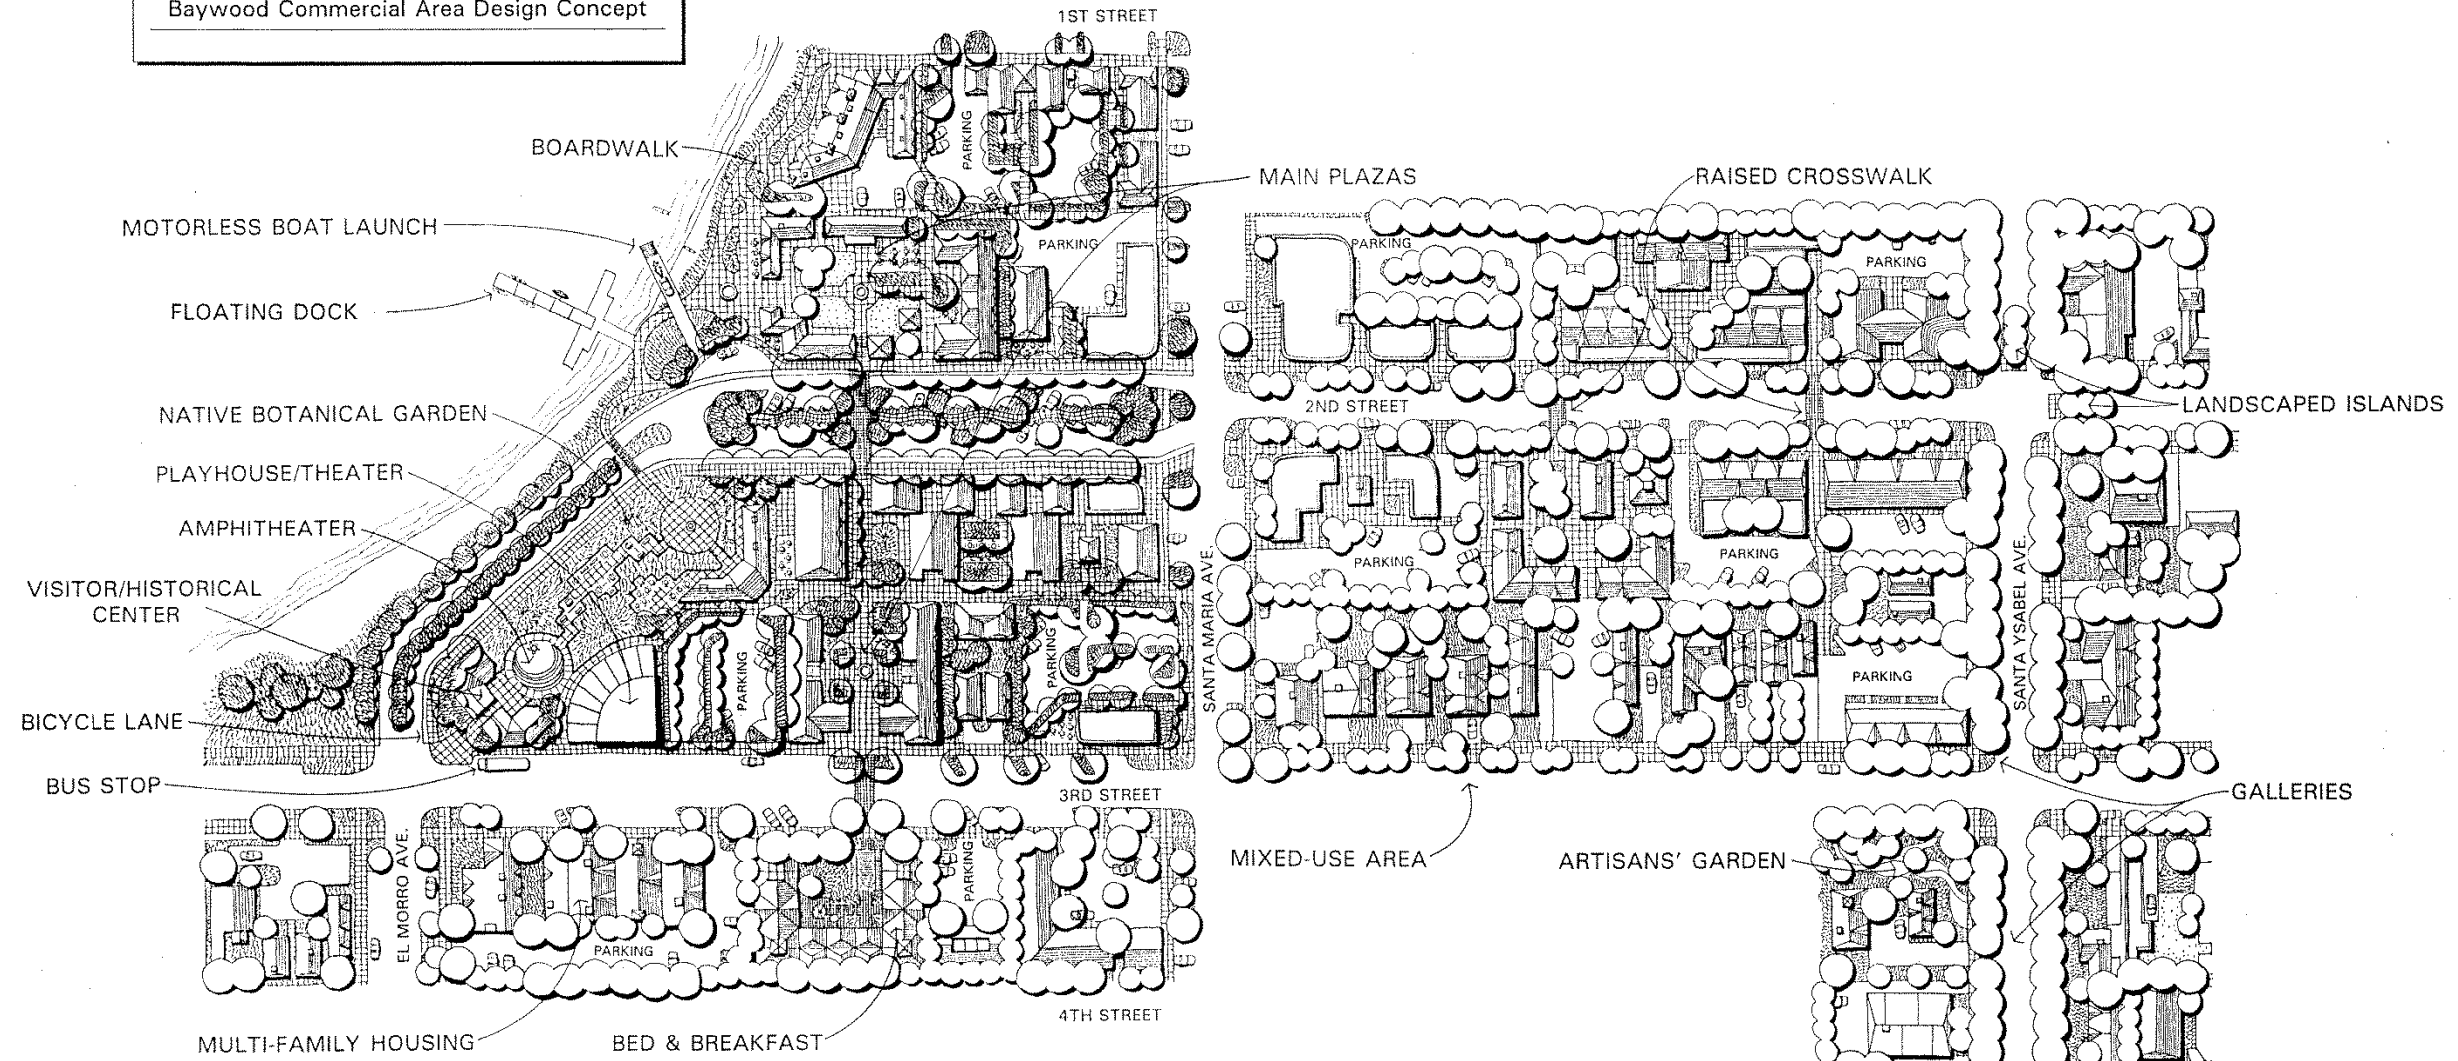 Baywood Commercial Area Design Concept
1ST STREET
BOARDWALK
PARKING
MAIN PLAZAS
RAISED CROSSWALK
MOTORLESS BOAT LAUNCH
PARKING
PARKING
PARKING
FLOATING DOCK
NATIVE BOTANICAL GARDEN
2ND STREET
LANDSCAPED ISLANDS
PLAYHOUSE/THEATER
AMPHITHEATER
PARKING
PARKING
SANTA MARIA AVE.
SANTA YSABEL AVE.
VISITOR/HISTORICAL
CENTER
PARKING
PARKING
PARKING
BICYCLE LANE
BUS STOP
3RD STREET
GALLERIES
EL MORRO AVE.
PARKING
MIXED-USE AREA
ARTISANS' GARDEN
PARKING
4TH STREET
MULTI-FAMILY HOUSING
BED & BREAKFAST